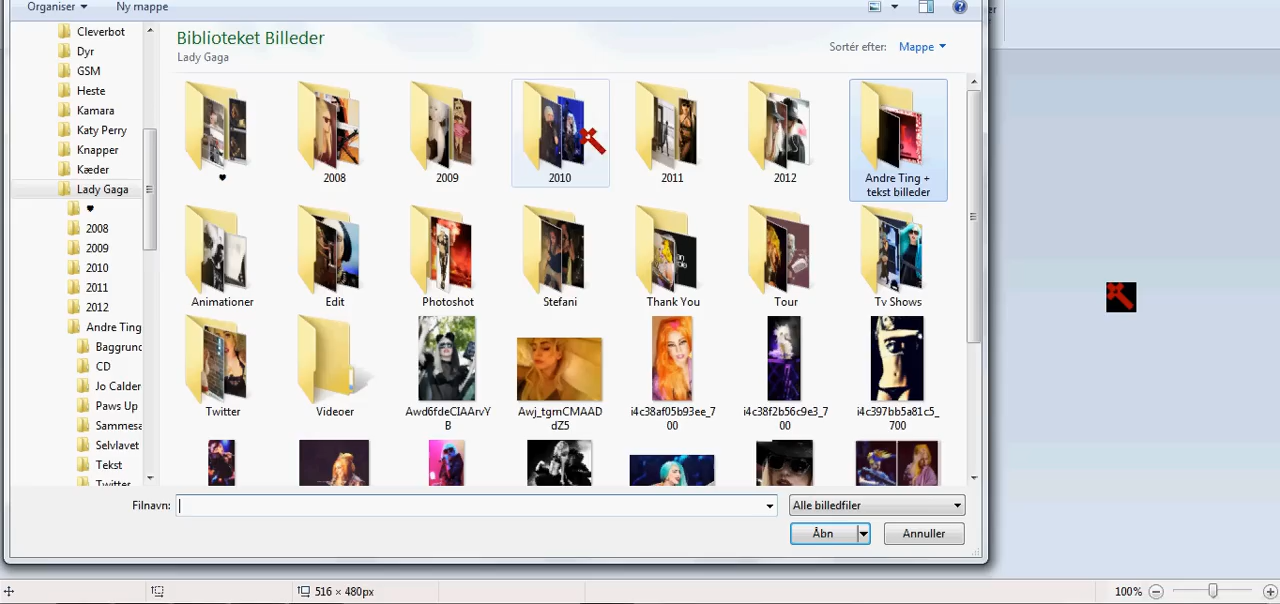 Organiser
Ny mappe
Biblioteket Billeder
Lady Gaga
Sortér efter: Mappe
Cleverbot
Dyr
GSM
Heste
Kamara
Katy Perry
Knapper
Kæder
Lady Gaga
♥
2008
2009
2010
2011
2012
Andre Ting
Baggrun
CD
Jo Calder
Paws Up
Sammesa
Selvlavet
Tekst
Twitter
♥
2008
2009
2010
2011
2012
Andre Ting +
tekst billeder
Animationer
Edit
Photoshot
Stefani
Thank You
Tour
Tv Shows
Twitter
Videoer
Awd6fdeCIAArvY
B
Awj_tgrnCMAAD
dZ5
i4c38af05b93ee_7
00
i4c38f2b56c9e3_7
00
i4c397bb5a81c5_
700
Filnavn:
Alle billedfiler
Åbn
Annuller
516 × 480px
100%